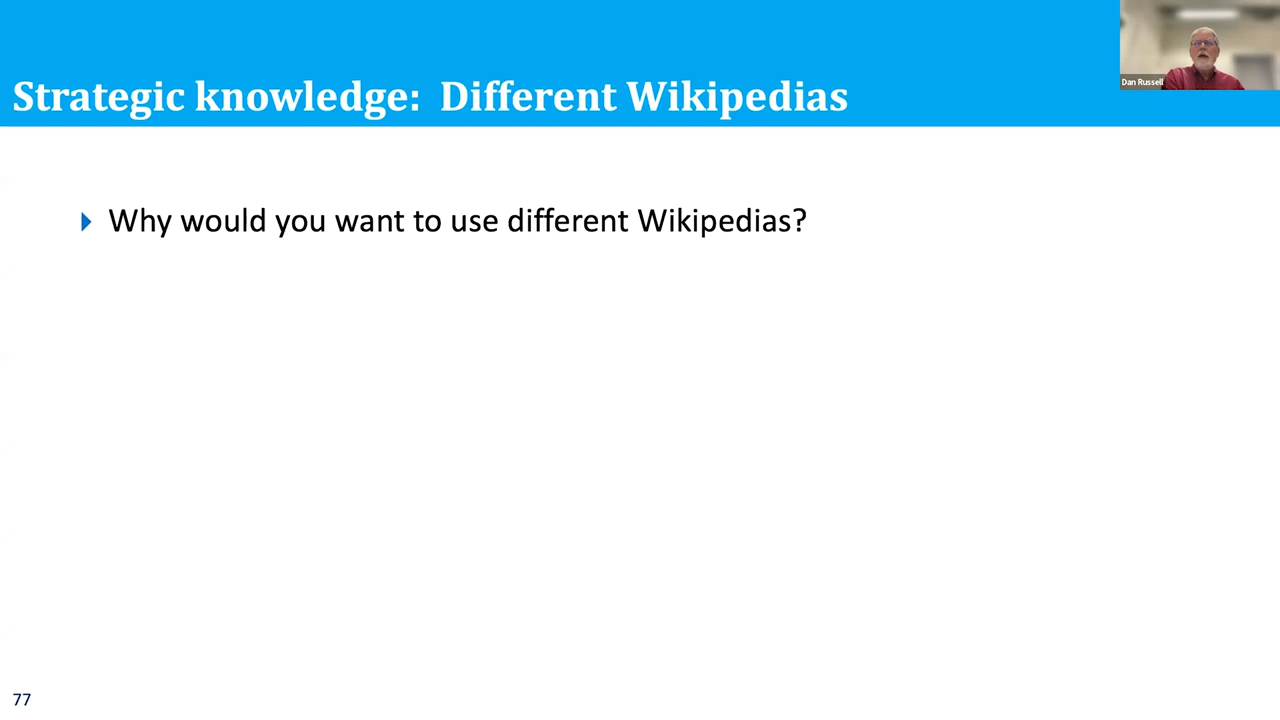 Strategic knowledge: Different Wikipedias
Dan Russell
Why would you want to use different Wikipedias?
77